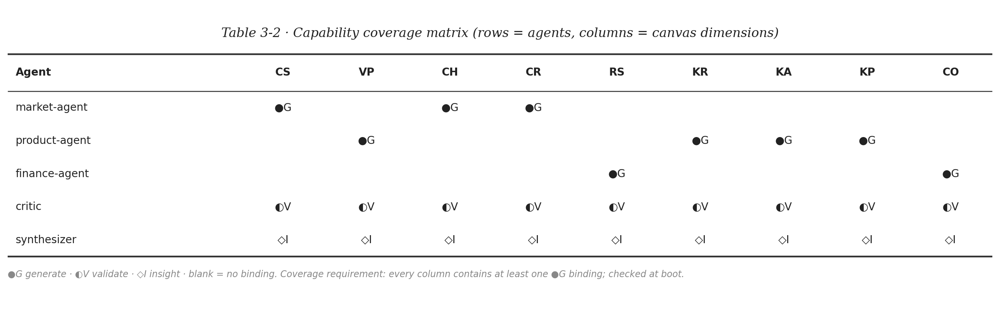 Table 3-2 · Capability coverage matrix (rows = agents, columns = canvas dimensions)
Agent CS VP CH CR RS KR KA KP CO
market-agent ●G ●G ●G
product-agent ●G ●G ●G ●G
finance-agent ●G ●G
critic ◐V ◐V ◐V ◐V ◐V ◐V ◐V ◐V ◐V
synthesizer ◇I ◇I ◇I ◇I ◇I ◇I ◇I ◇I ◇I
●G generate · ◐V validate · ◇I insight · blank = no binding. Coverage requirement: every column contains at least one ●G binding; checked at boot.